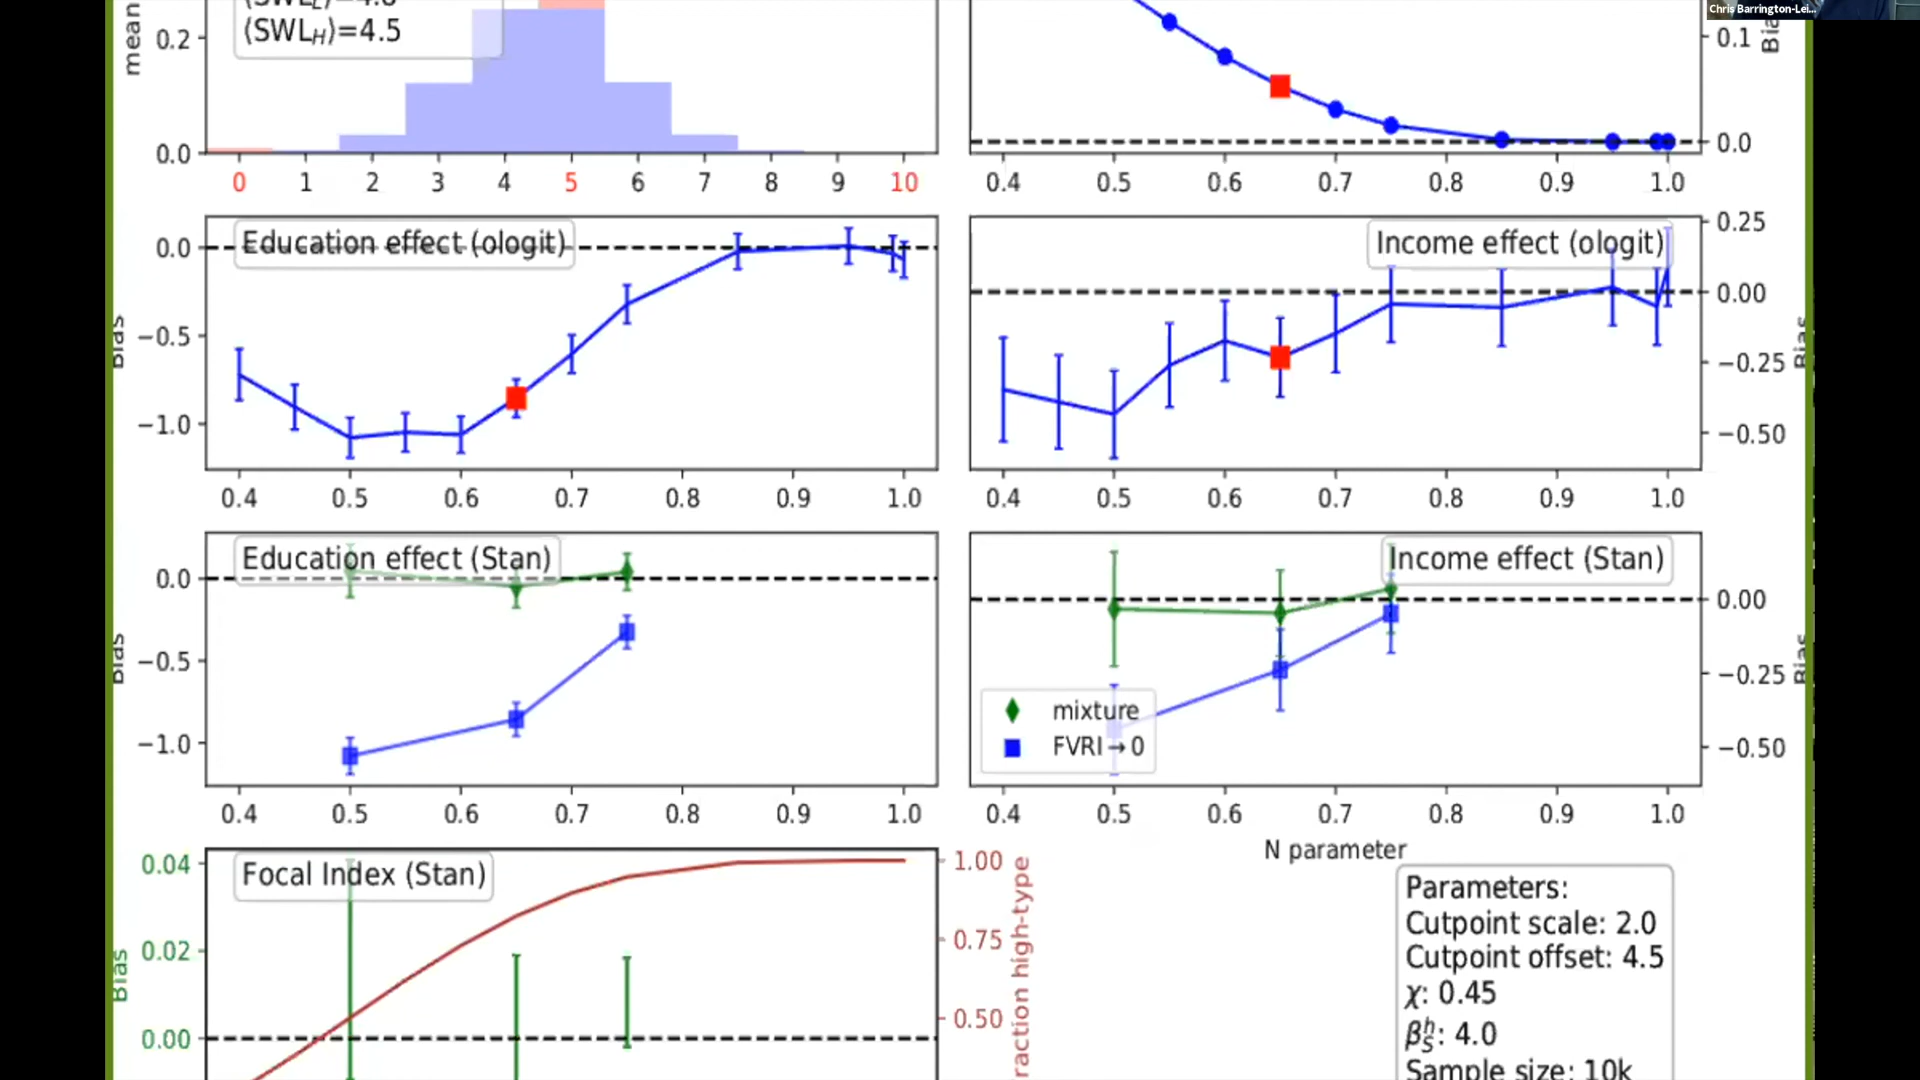 Chris Barrington-Lei...
⟨SWL_H⟩=4.5
mean
0.2
0.0
0 1 2 3 4 5 6 7 8 9 10
0.1
0.0
0.4 0.5 0.6 0.7 0.8 0.9 1.0
Education effect (ologit)
Bias
0.0
−0.5
−1.0
0.4 0.5 0.6 0.7 0.8 0.9 1.0
Income effect (ologit)
0.25
0.00
−0.25
−0.50
Bias
0.4 0.5 0.6 0.7 0.8 0.9 1.0
Education effect (Stan)
Bias
0.0
−0.5
−1.0
0.4 0.5 0.6 0.7 0.8 0.9 1.0
Income effect (Stan)
mixture
FVRI→0
0.00
−0.25
−0.50
Bias
0.4 0.5 0.6 0.7 0.8 0.9 1.0
N parameter
Focal Index (Stan)
Bias
0.04
0.02
0.00
1.00
0.75
0.50
raction high-type
Parameters:
Cutpoint scale: 2.0
Cutpoint offset: 4.5
χ: 0.45
β_S^h: 4.0
Sample size: 10k